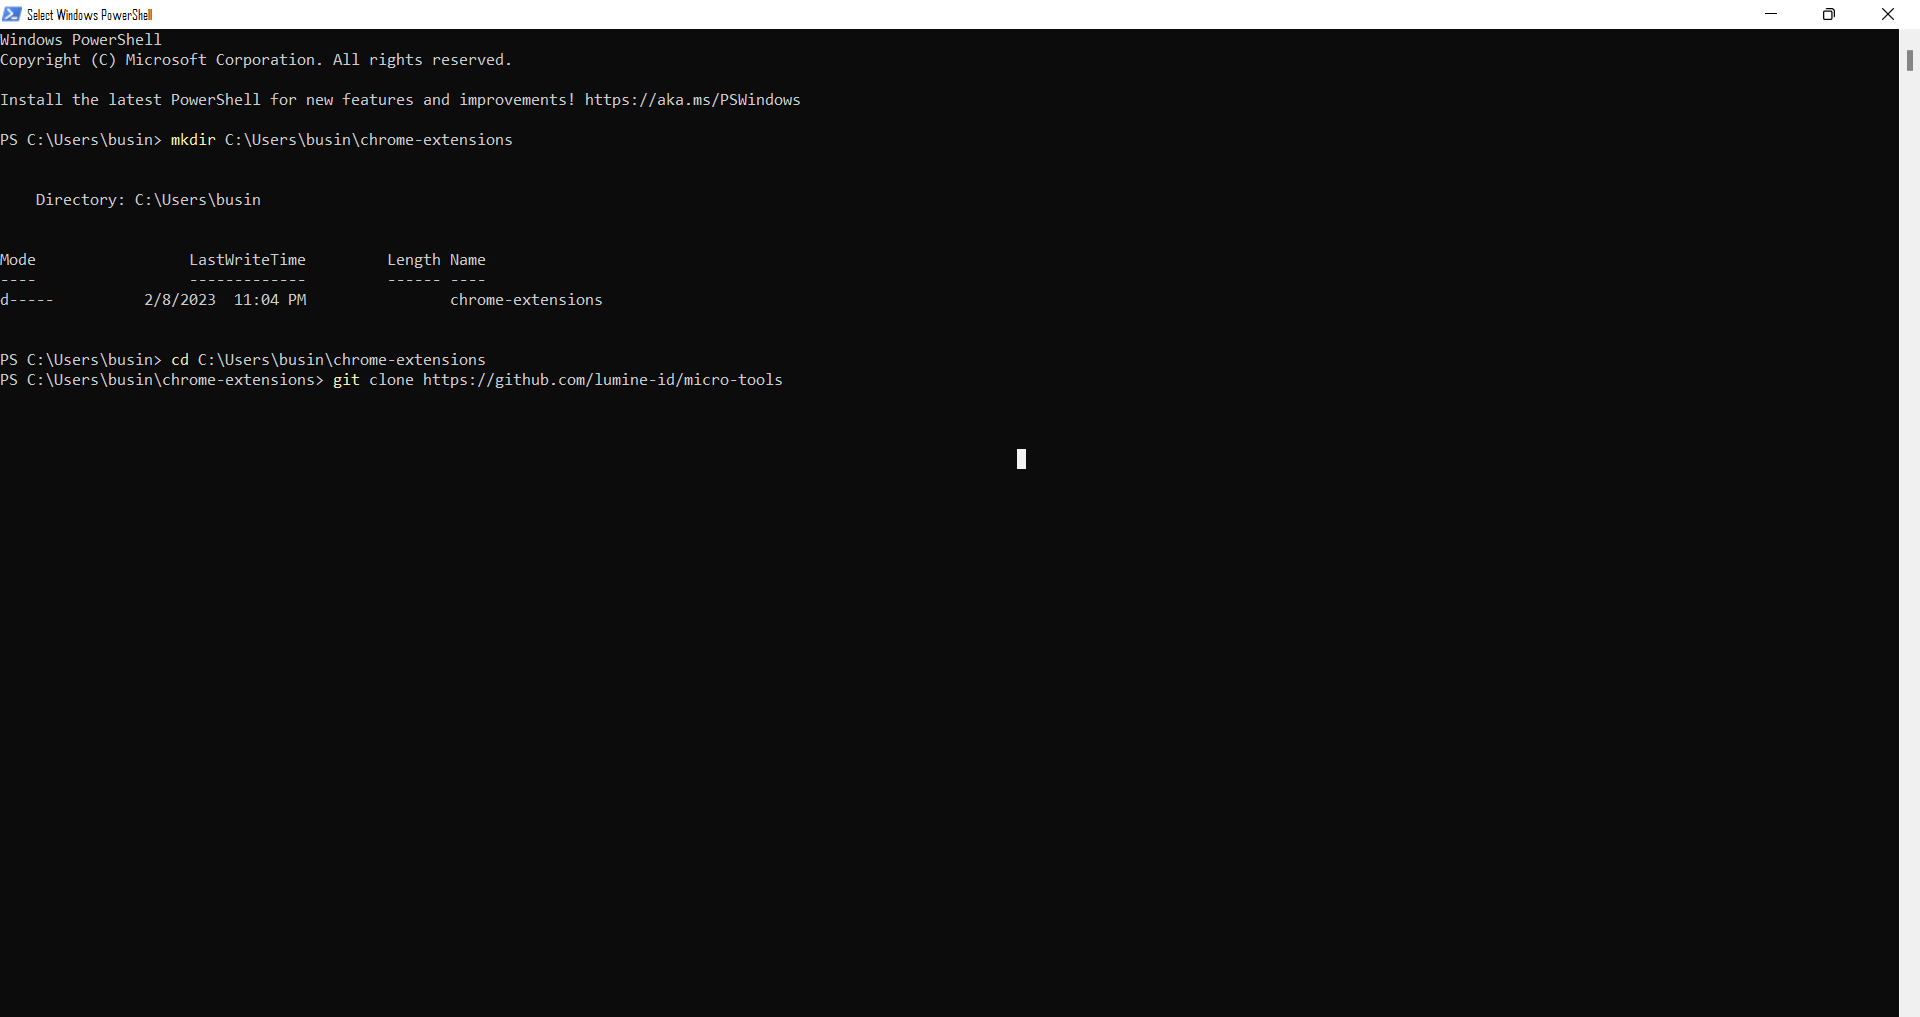 Select Windows PowerShell
Windows PowerShell
Copyright (C) Microsoft Corporation. All rights reserved.
Install the latest PowerShell for new features and improvements! https://aka.ms/PSWindows
PS C:\Users\busin> mkdir C:\Users\busin\chrome-extensions
    Directory: C:\Users\busin
Mode                 LastWriteTime         Length Name
----                 -------------         ------ ----
d-----          2/8/2023  11:04 PM                chrome-extensions
PS C:\Users\busin> cd C:\Users\busin\chrome-extensions
PS C:\Users\busin\chrome-extensions> git clone https://github.com/lumine-id/micro-tools